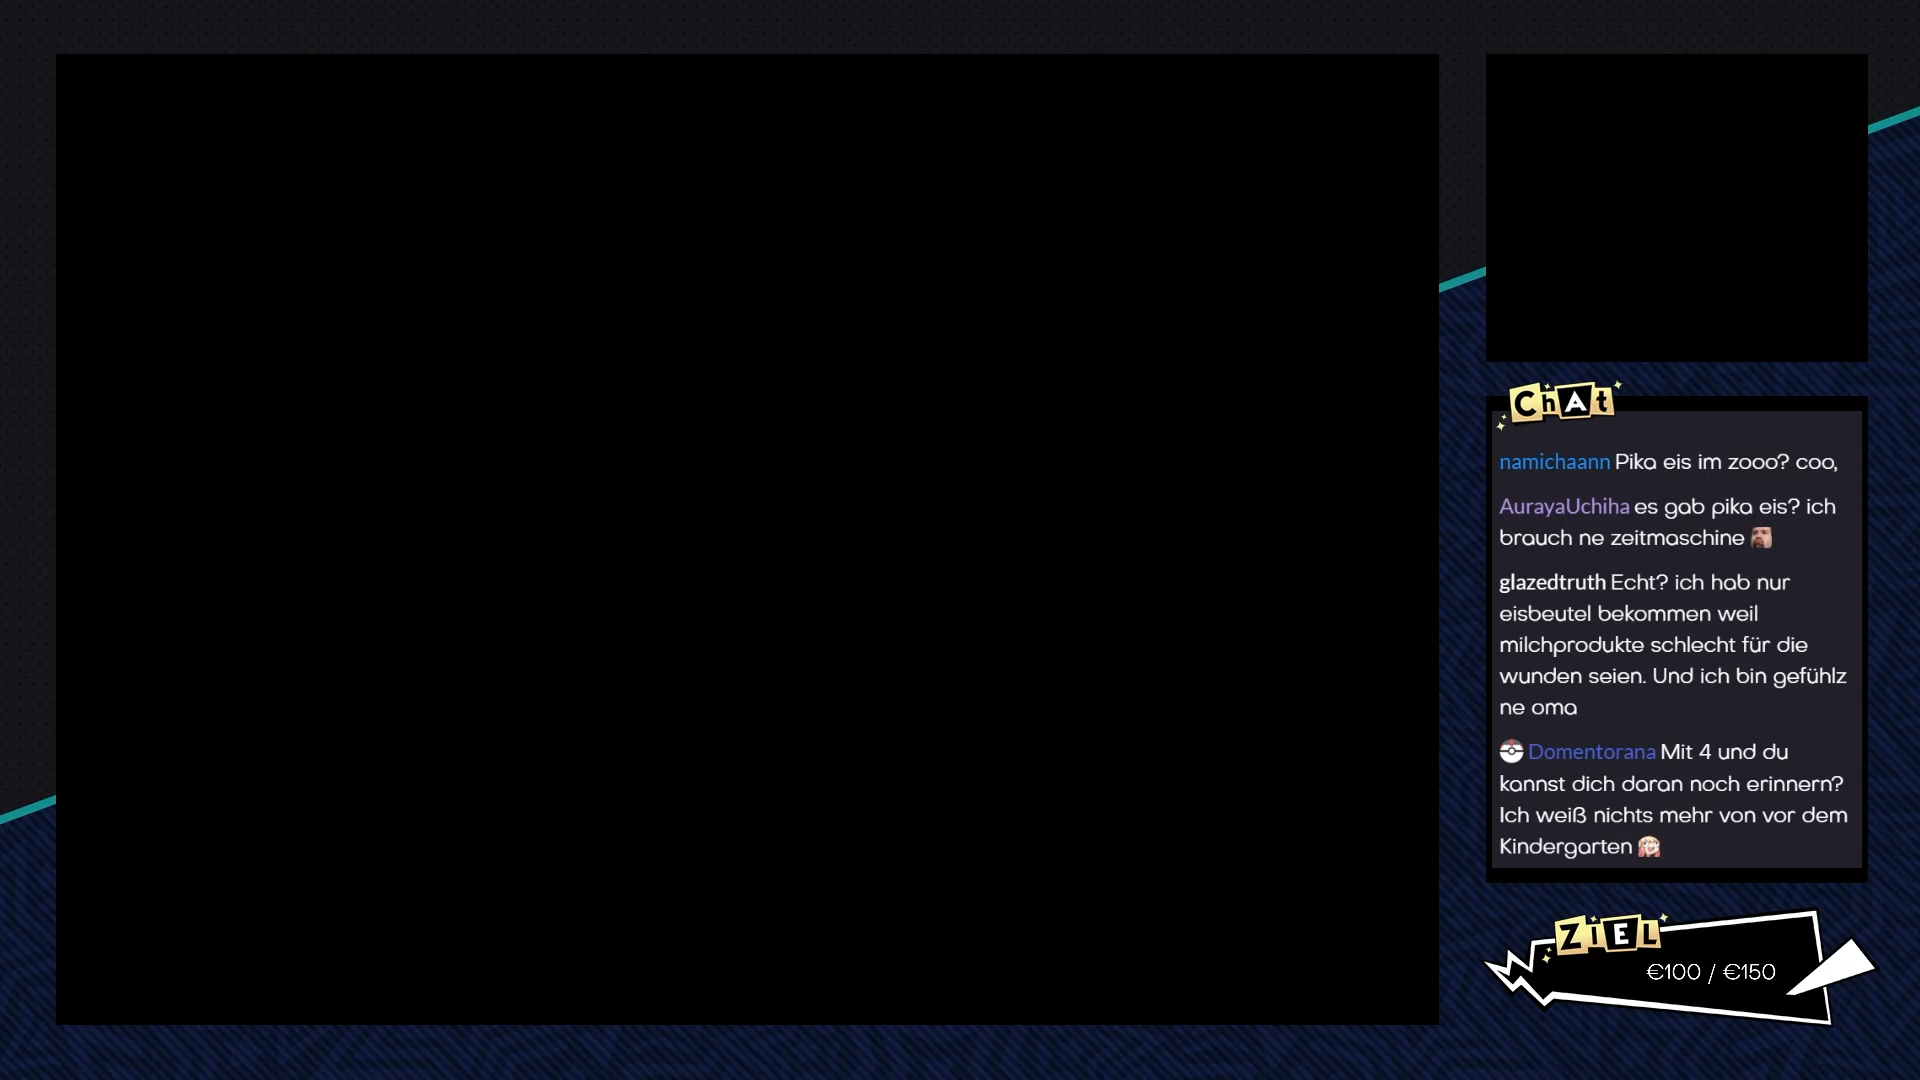 ChAt
namichaann Pika eis im zooo? coo,
AurayaUchiha es gab pika eis? ich
brauch ne zeitmaschine
glazedtruth Echt? ich hab nur
eisbeutel bekommen weil
milchprodukte schlecht für die
wunden seien. Und ich bin gefühlz
ne oma
Domentorana Mit 4 und du
kannst dich daran noch erinnern?
Ich weiß nichts mehr von vor dem
Kindergarten
ZiEL
€100 / €150